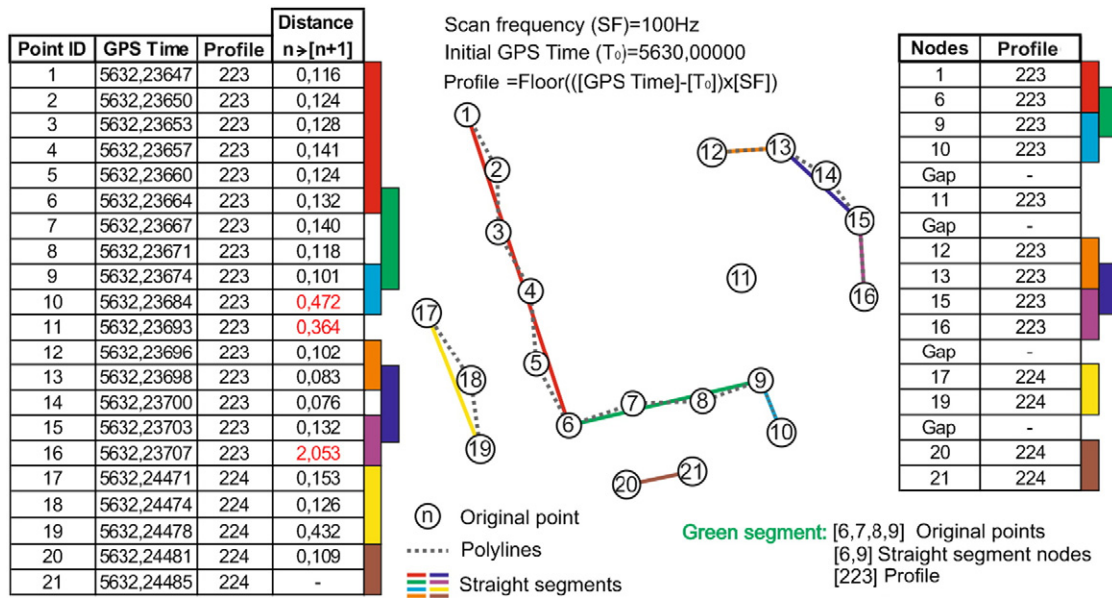 Distance
Point ID GPS Time Profile n>[n+1]
1 5632,23647 223 0,116
2 5632,23650 223 0,124
3 5632,23653 223 0,128
4 5632,23657 223 0,141
5 5632,23660 223 0,124
6 5632,23664 223 0,132
7 5632,23667 223 0,140
8 5632,23671 223 0,118
9 5632,23674 223 0,101
10 5632,23684 223 0,472
11 5632,23693 223 0,364
12 5632,23696 223 0,102
13 5632,23698 223 0,083
14 5632,23700 223 0,076
15 5632,23703 223 0,132
16 5632,23707 223 2,053
17 5632,24471 224 0,153
18 5632,24474 224 0,126
19 5632,24478 224 0,432
20 5632,24481 224 0,109
21 5632,24485 224 -
Scan frequency (SF)=100Hz
Initial GPS Time (T₀)=5630,00000
Profile =Floor(([GPS Time]-[T₀])x[SF])
1
2
3
4
5
6
7
8
9
10
11
12
13
14
15
16
17
18
19
20
21
n Original point
Polylines
Straight segments
Nodes Profile
1 223
6 223
9 223
10 223
Gap -
11 223
Gap -
12 223
13 223
15 223
16 223
Gap -
17 224
19 224
Gap -
20 224
21 224
Green segment: [6,7,8,9] Original points
[6,9] Straight segment nodes
[223] Profile